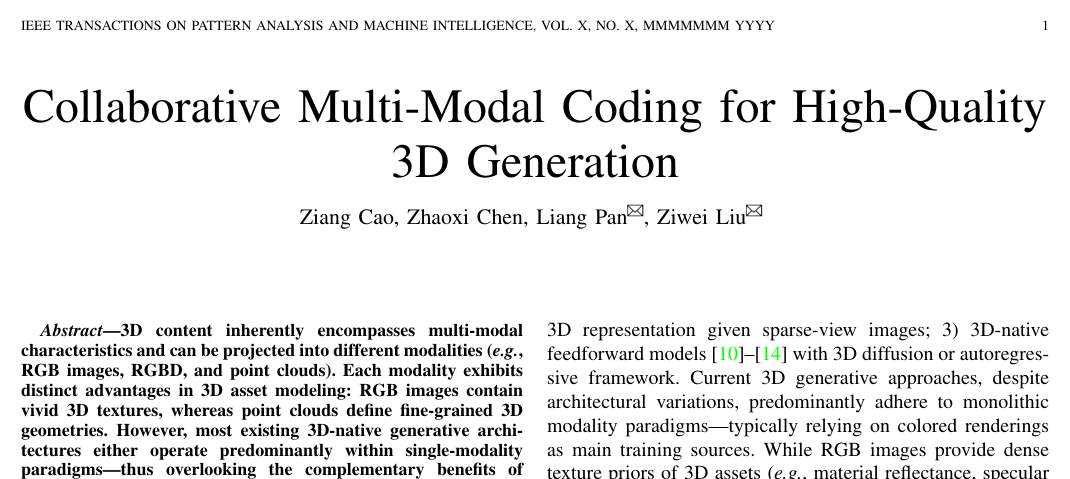 IEEE TRANSACTIONS ON PATTERN ANALYSIS AND MACHINE INTELLIGENCE, VOL. X, NO. X, MMMMMMM YYYY 1
Collaborative Multi-Modal Coding for High-Quality
3D Generation
Ziang Cao, Zhaoxi Chen, Liang Pan✉, Ziwei Liu✉
Abstract—3D content inherently encompasses multi-modal
characteristics and can be projected into different modalities (e.g.,
RGB images, RGBD, and point clouds). Each modality exhibits
distinct advantages in 3D asset modeling: RGB images contain
vivid 3D textures, whereas point clouds define fine-grained 3D
geometries. However, most existing 3D-native generative archi-
tectures either operate predominantly within single-modality
paradigms—thus overlooking the complementary benefits of
3D representation given sparse-view images; 3) 3D-native
feedforward models [10]–[14] with 3D diffusion or autoregres-
sive framework. Current 3D generative approaches, despite
architectural variations, predominantly adhere to monolithic
modality paradigms—typically relying on colored renderings
as main training sources. While RGB images provide dense
texture priors of 3D assets (e.g., material reflectance, specular